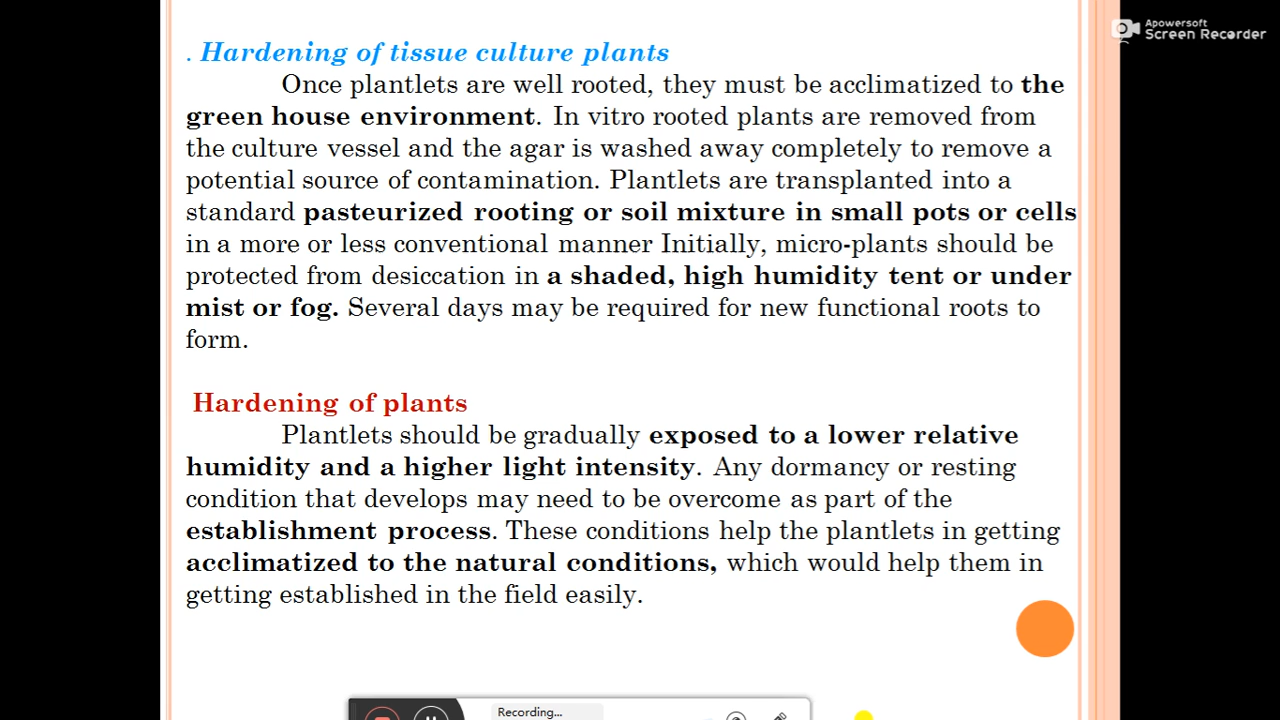 Apowersoft
Screen Recorder
. Hardening of tissue culture plants
Once plantlets are well rooted, they must be acclimatized to the
green house environment. In vitro rooted plants are removed from
the culture vessel and the agar is washed away completely to remove a
potential source of contamination. Plantlets are transplanted into a
standard pasteurized rooting or soil mixture in small pots or cells
in a more or less conventional manner Initially, micro-plants should be
protected from desiccation in a shaded, high humidity tent or under
mist or fog. Several days may be required for new functional roots to
form.
Hardening of plants
Plantlets should be gradually exposed to a lower relative
humidity and a higher light intensity. Any dormancy or resting
condition that develops may need to be overcome as part of the
establishment process. These conditions help the plantlets in getting
acclimatized to the natural conditions, which would help them in
getting established in the field easily.
Recording...